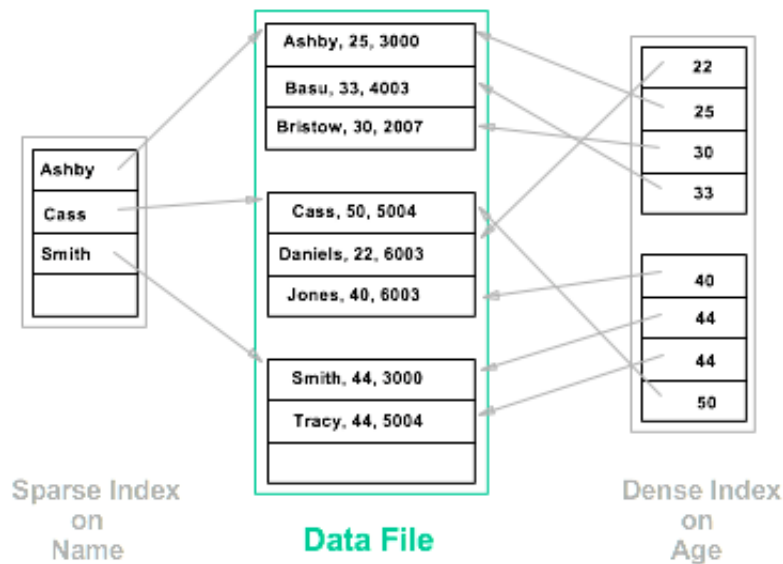 Ashby
Cass
Smith
Sparse Index
on
Name
Ashby, 25, 3000
Basu, 33, 4003
Bristow, 30, 2007
Cass, 50, 5004
Daniels, 22, 6003
Jones, 40, 6003
Smith, 44, 3000
Tracy, 44, 5004
Data File
22
25
30
33
40
44
44
50
Dense Index
on
Age